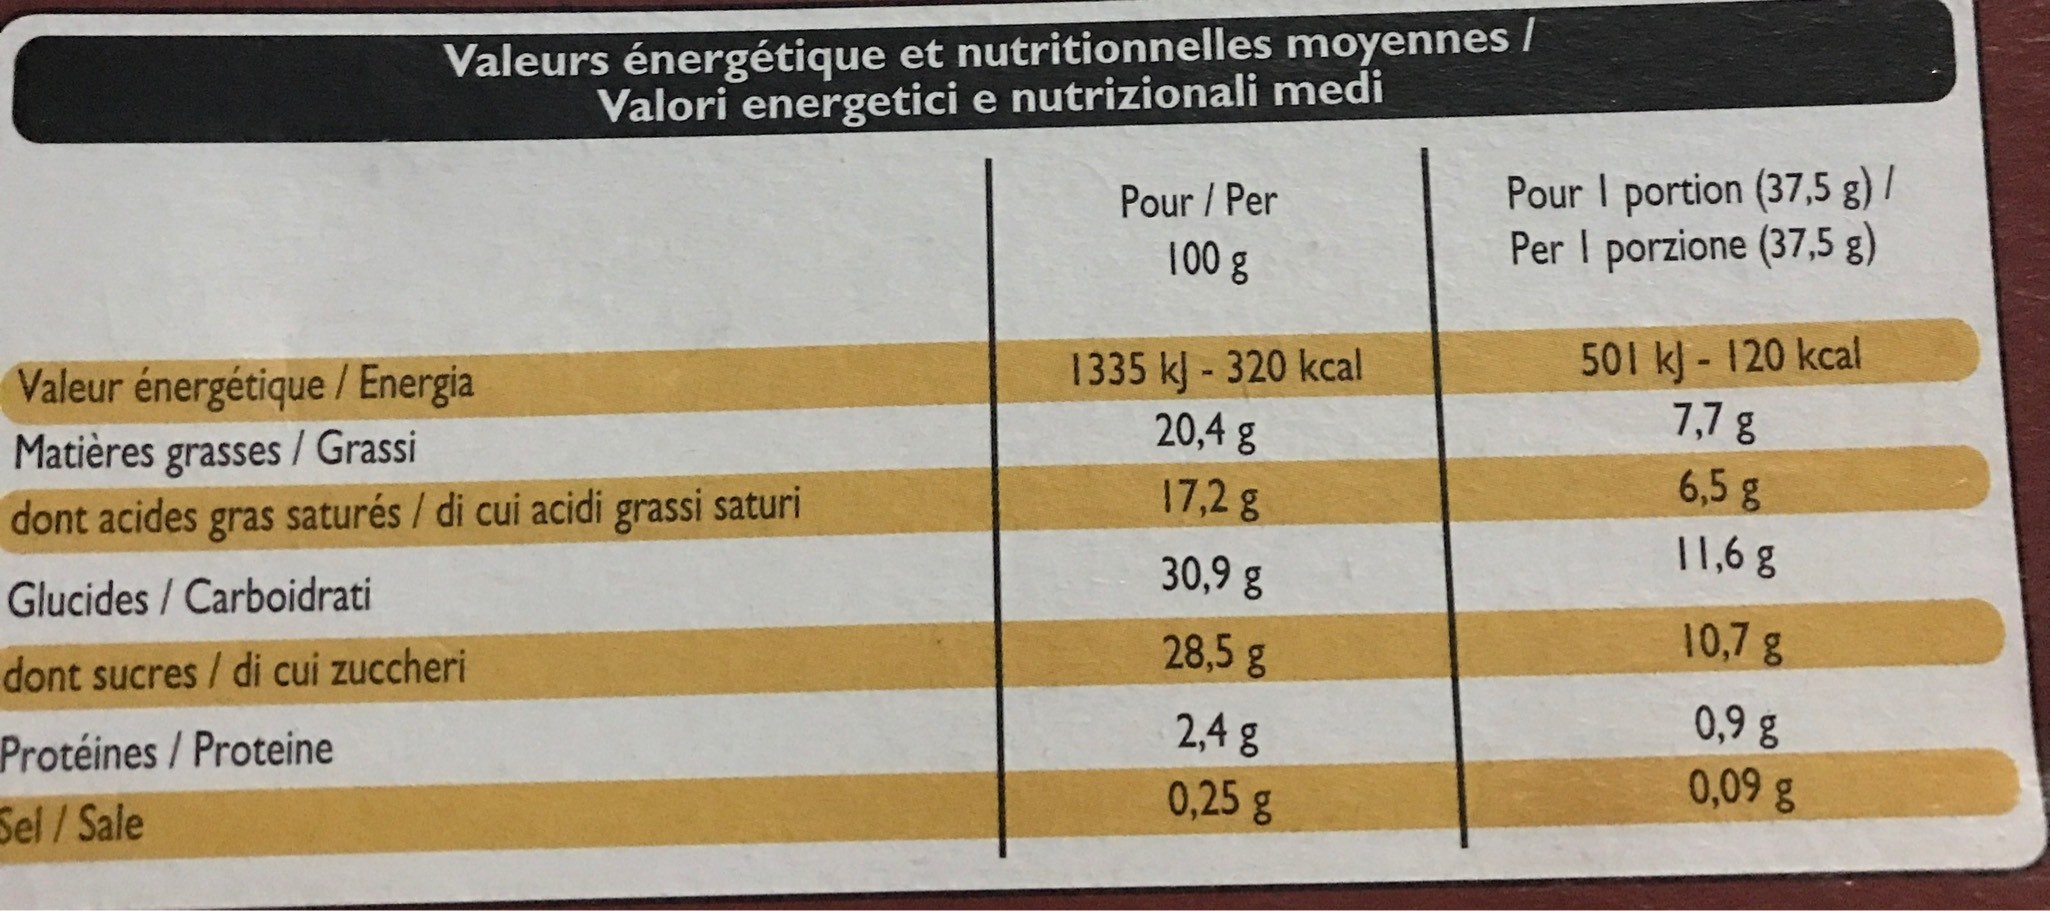 Valeurs énergétique et nutritionnelles moyennes /
Valori energetici e nutrizionali medi
Pour / Per
100 g
Pour 1 portion (37,5 g) /
Per 1 porzione (37,5 g)
Valeur énergétique / Energia 1335 kJ - 320 kcal 501 kJ - 120 kcal
Matières grasses / Grassi 20,4 g 7,7 g
dont acides gras saturés / di cui acidi grassi saturi 17,2 g 6,5 g
Glucides / Carboidrati 30,9 g 11,6 g
dont sucres / di cui zuccheri 28,5 g 10,7 g
Protéines / Proteine 2,4 g 0,9 g
Sel / Sale 0,25 g 0,09 g